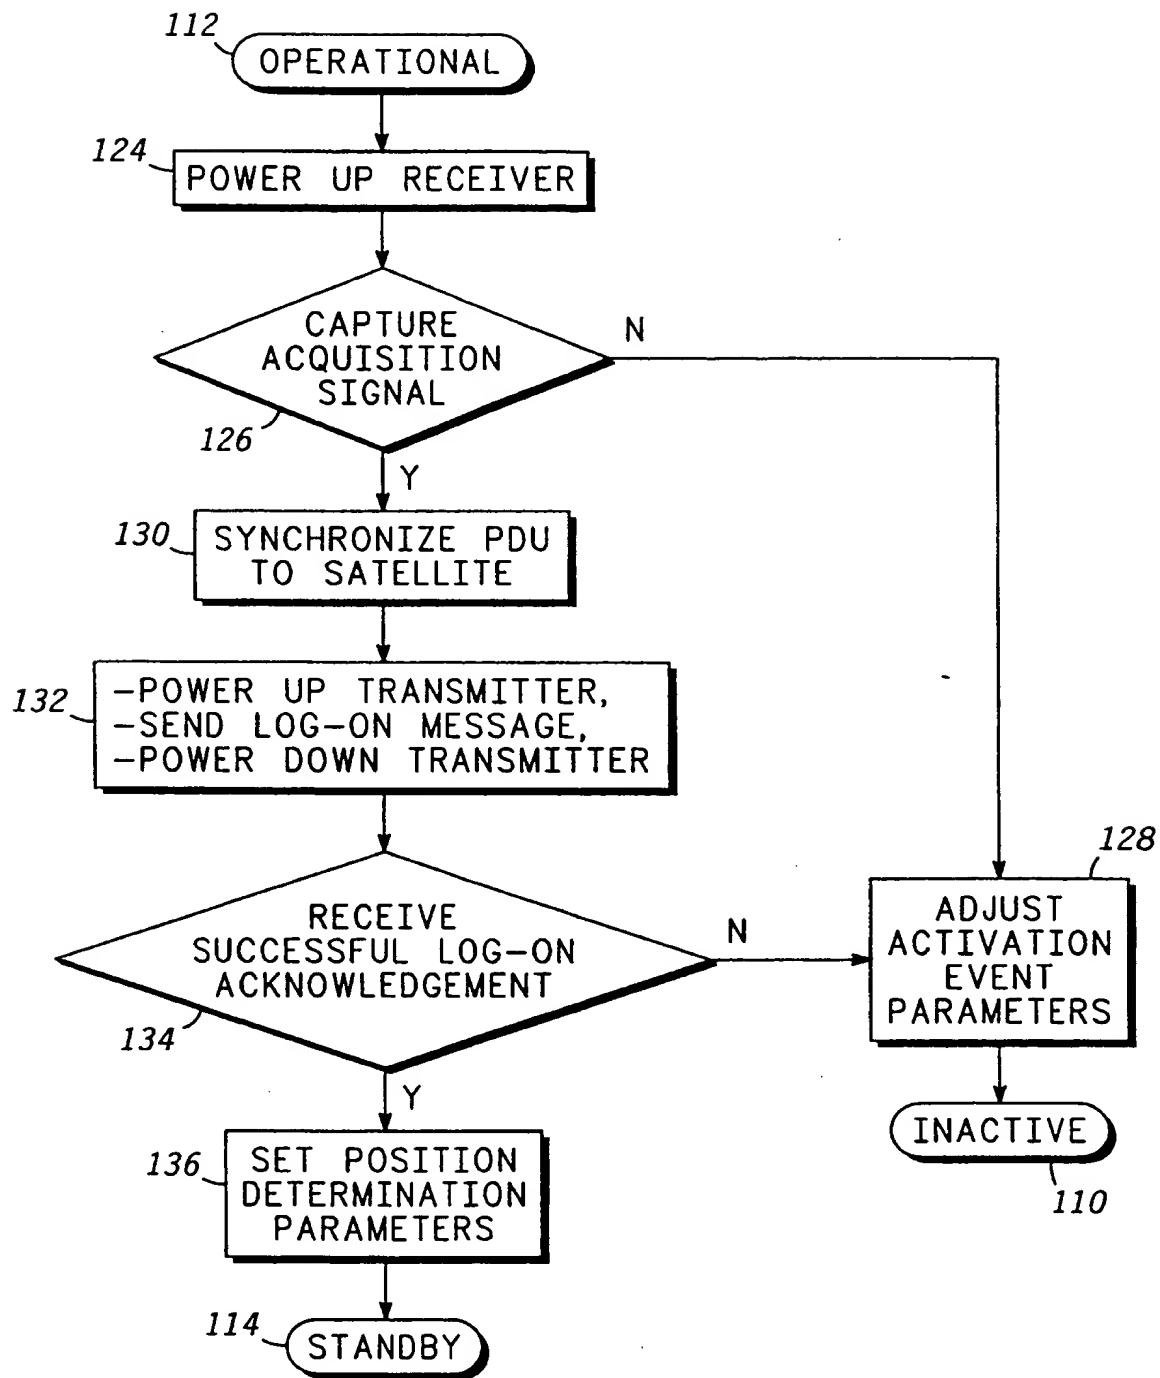 112
OPERATIONAL
124
POWER UP RECEIVER
CAPTURE
ACQUISITION
SIGNAL
N
126
Y
130
SYNCHRONIZE PDU
TO SATELLITE
132
-POWER UP TRANSMITTER,
-SEND LOG-ON MESSAGE,
-POWER DOWN TRANSMITTER
RECEIVE
SUCCESSFUL LOG-ON
ACKNOWLEDGEMENT
N
134
Y
128
ADJUST
ACTIVATION
EVENT
PARAMETERS
INACTIVE
110
136
SET POSITION
DETERMINATION
PARAMETERS
114
STANDBY